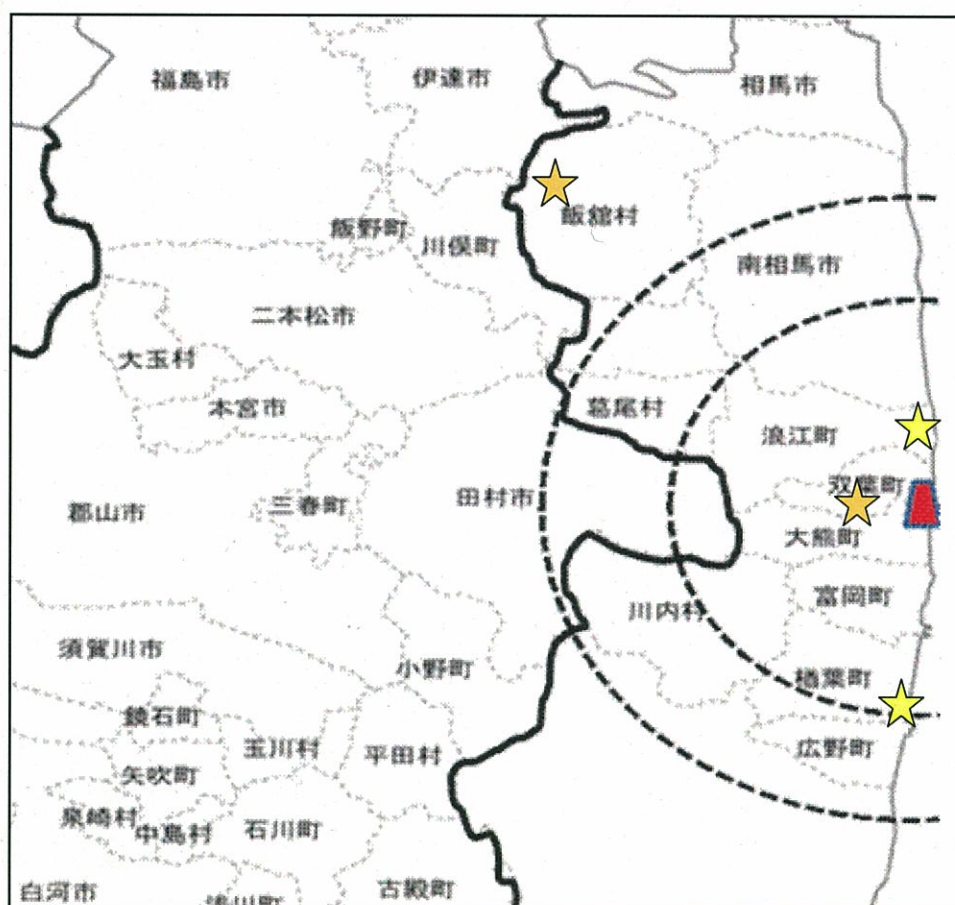 福島市
伊達市
相馬市
飯舘村
飯野町
川俣町
南相馬市
二本松市
大玉村
本宮市
葛尾村
浪江町
双葉町
郡山市
三春町
田村市
大熊町
富岡町
川内村
須賀川市
小野町
楢葉町
鏡石町
玉川村
平田村
広野町
矢吹町
泉崎村
中島村
石川町
白河市
浅川町
古殿町